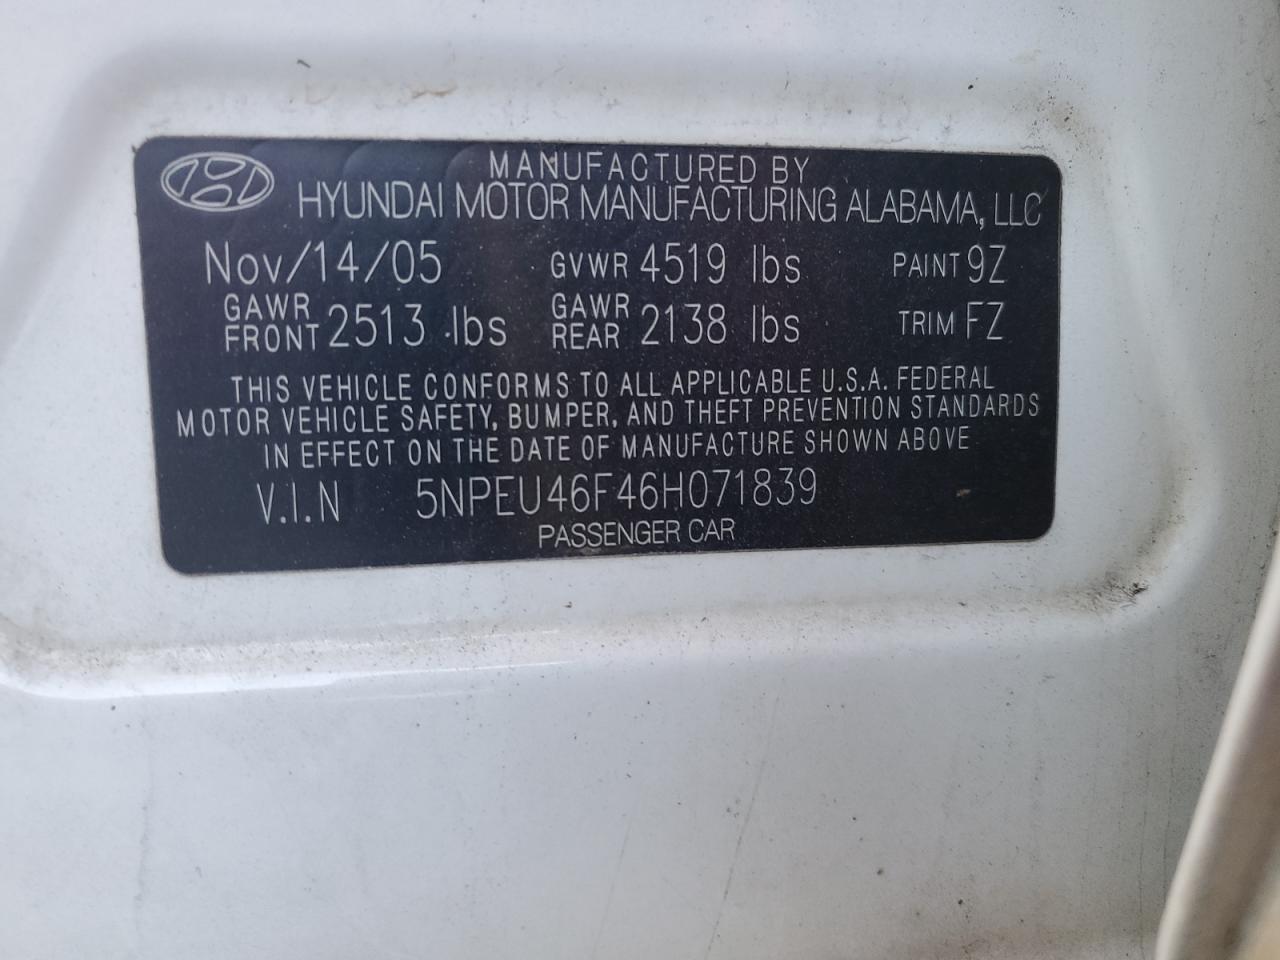 MANUFACTURED BY
HYUNDAI MOTOR MANUFACTURING ALABAMA, LLC
Nov/14/05 GVWR 4519 lbs PAINT 9Z
GAWR FRONT 2513 lbs GAWR REAR 2138 lbs TRIM FZ
THIS VEHICLE CONFORMS TO ALL APPLICABLE U.S.A. FEDERAL
MOTOR VEHICLE SAFETY, BUMPER, AND THEFT PREVENTION STANDARDS
IN EFFECT ON THE DATE OF MANUFACTURE SHOWN ABOVE
V.I.N 5NPEU46F46H071839
PASSENGER CAR